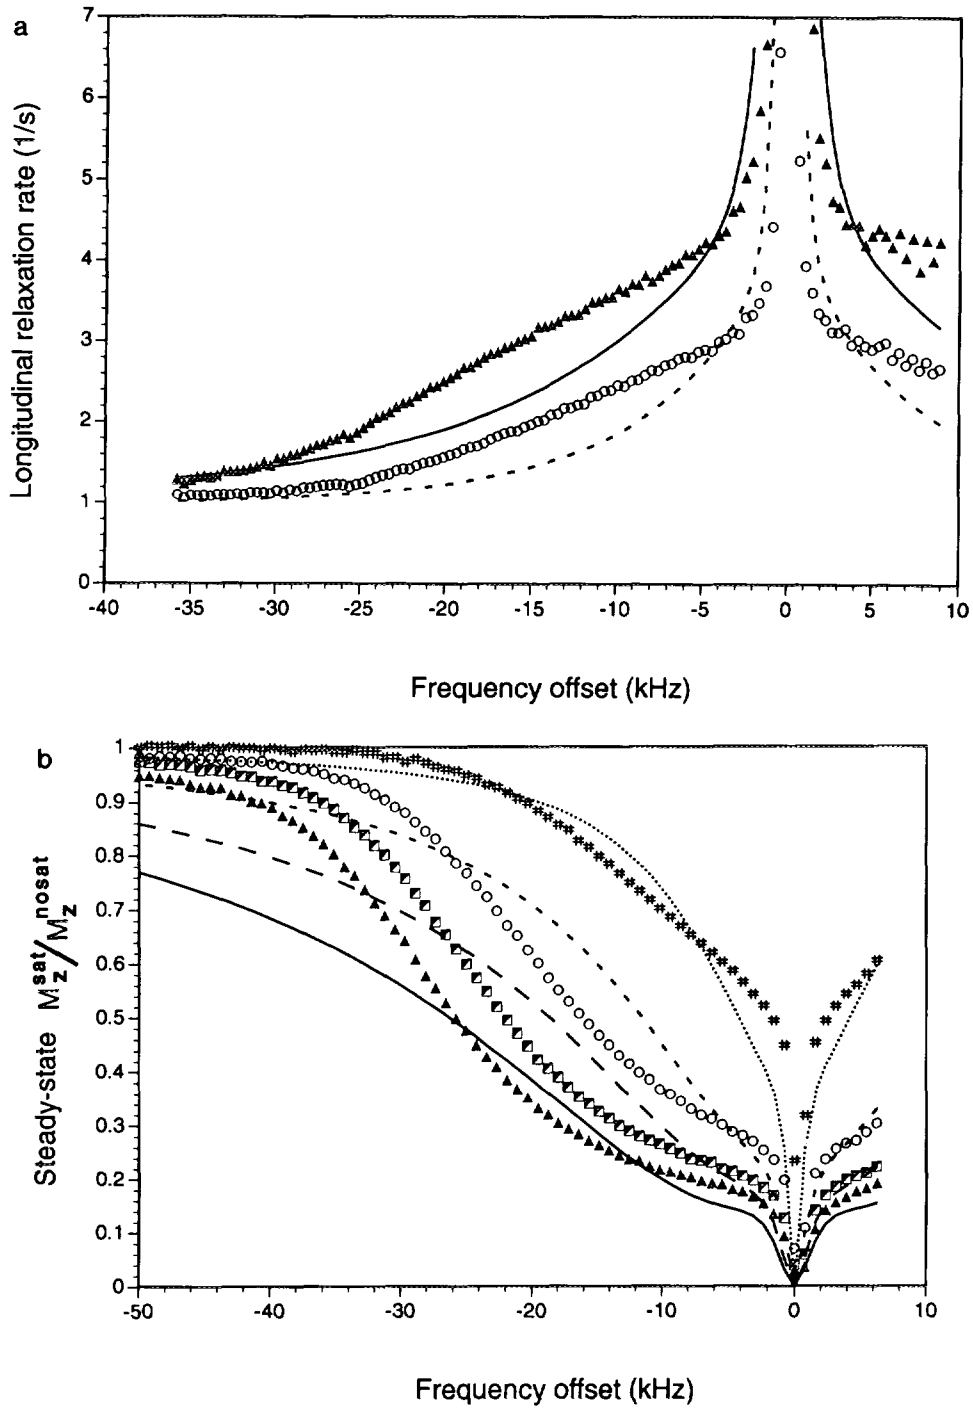 a
7
6
5
4
3
2
1
0
Longitudinal relaxation rate (1/s)
-40 -35 -30 -25 -20 -15 -10 -5 0 5 10
Frequency offset (kHz)
b
1
0.9
0.8
0.7
0.6
0.5
0.4
0.3
0.2
0.1
0
Steady-state M_z^sat/M_z^nosat
-50 -40 -30 -20 -10 0 10
Frequency offset (kHz)